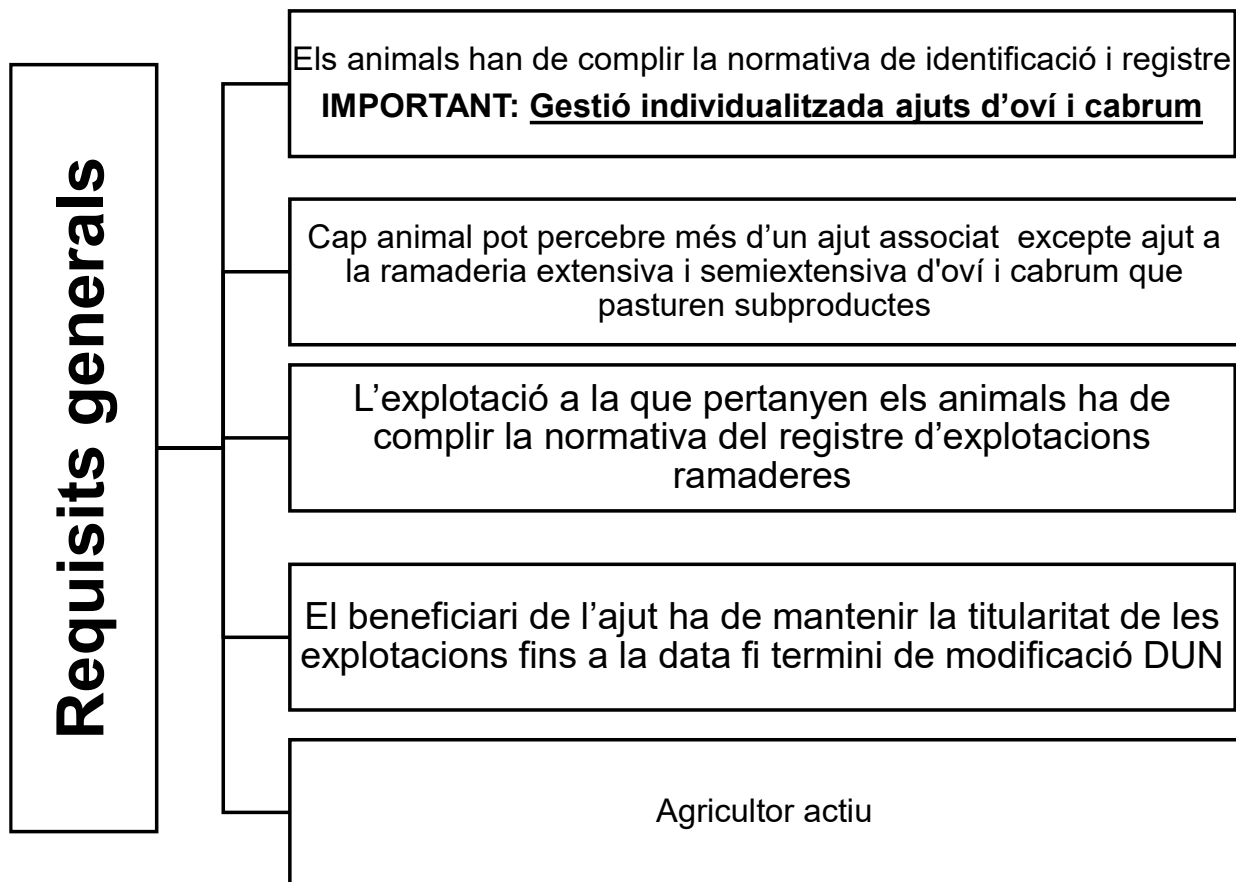 Requisits generals
Els animals han de complir la normativa de identificació i registre
IMPORTANT: Gestió individualitzada ajuts d’oví i cabrum
Cap animal pot percebre més d’un ajut associat excepte ajut a
la ramaderia extensiva i semiextensiva d'oví i cabrum que
pasturen subproductes
L’explotació a la que pertanyen els animals ha de
complir la normativa del registre d’explotacions
ramaderes
El beneficiari de l’ajut ha de mantenir la titularitat de les
explotacions fins a la data fi termini de modificació DUN
Agricultor actiu